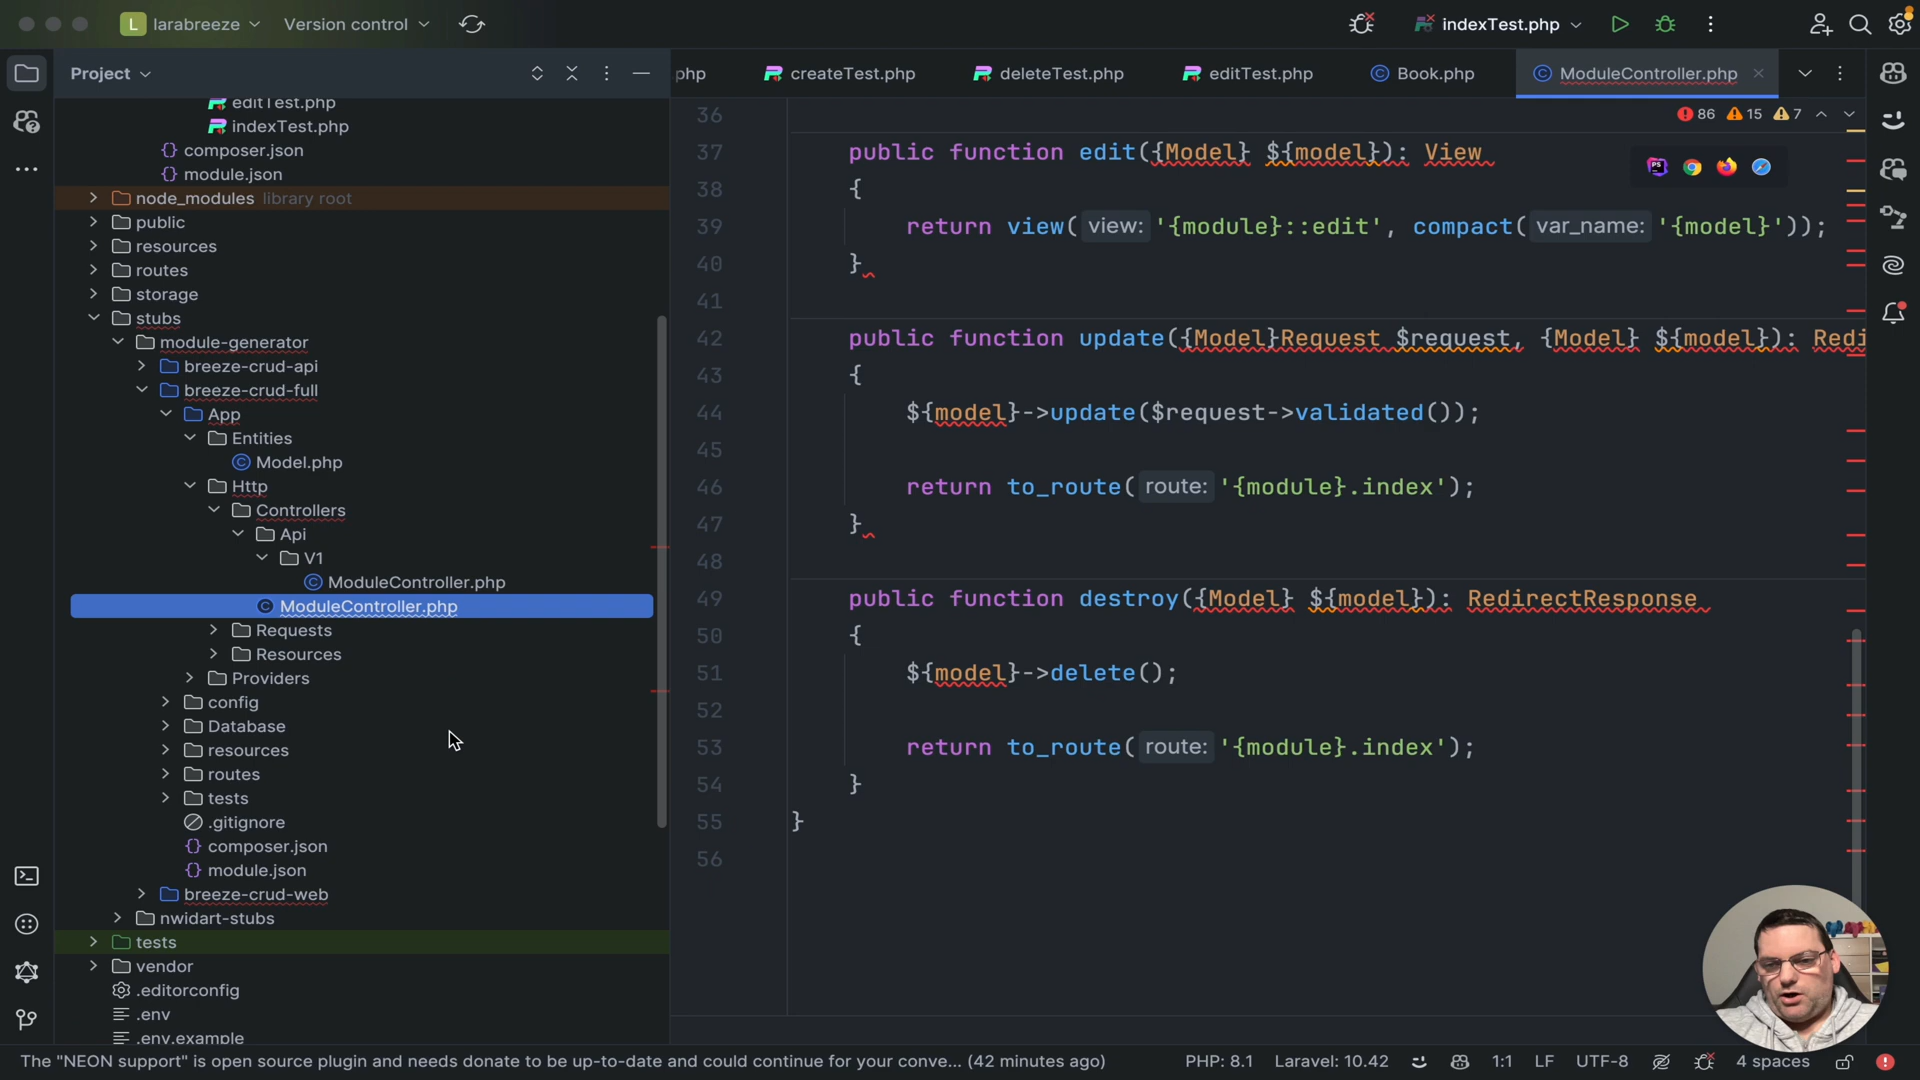 L larabreeze Version control indexTest.php
Project
php createTest.php deleteTest.php editTest.php Book.php ModuleController.php
editTest.php
indexTest.php
composer.json
module.json
node_modules library root
public
resources
routes
storage
stubs
module-generator
breeze-crud-api
breeze-crud-full
App
Entities
Model.php
Http
Controllers
Api
V1
ModuleController.php
ModuleController.php
Requests
Resources
Providers
config
Database
resources
routes
tests
.gitignore
composer.json
module.json
breeze-crud-web
nwidart-stubs
tests
vendor
.editorconfig
.env
.env.example
86 15 7
36
37 public function edit({Model} ${model}): View
38 {
39 return view( view: '{module}::edit', compact( var_name: '{model}'));
40 }
41
42 public function update({Model}Request $request, {Model} ${model}): Redi
43 {
44 ${model}->update($request->validated());
45
46 return to_route( route: '{module}.index');
47 }
48
49 public function destroy({Model} ${model}): RedirectResponse
50 {
51 ${model}->delete();
52
53 return to_route( route: '{module}.index');
54 }
55 }
56
The "NEON support" is open source plugin and needs donate to be up-to-date and could continue for your conve... (42 minutes ago) PHP: 8.1 Laravel: 10.42 1:1 LF UTF-8 4 spaces